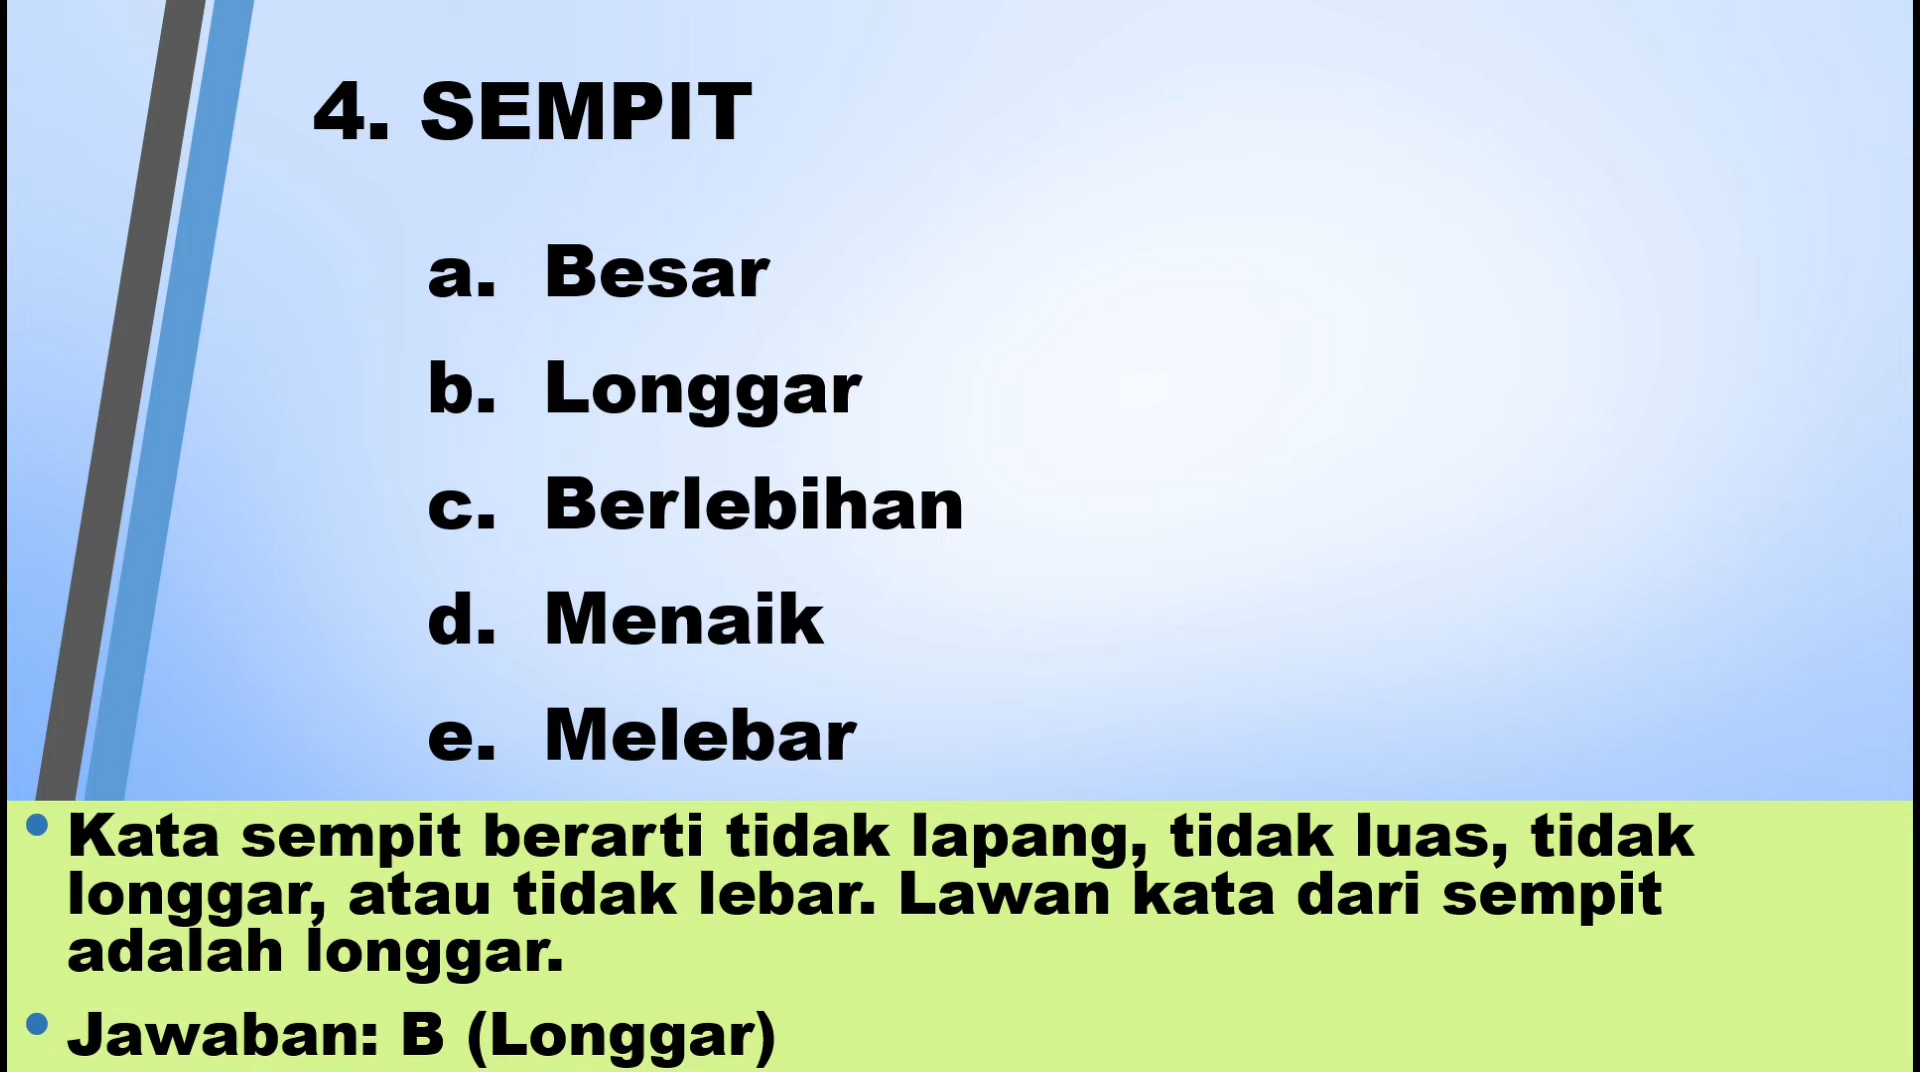 4. SEMPIT
a. Besar
b. Longgar
c. Berlebihan
d. Menaik
e. Melebar
• Kata sempit berarti tidak lapang, tidak luas, tidak
longgar, atau tidak lebar. Lawan kata dari sempit
adalah longgar.
• Jawaban: B (Longgar)